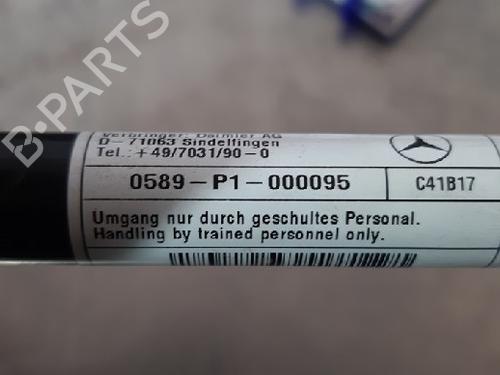 B-PARTS
Verbringer: Daimler AG
D-71063 Sindelfingen
Tel.: +49/7031/90-0
0589-P1-000095
C41B17
Umgang nur durch geschultes Personal.
Handling by trained personnel only.